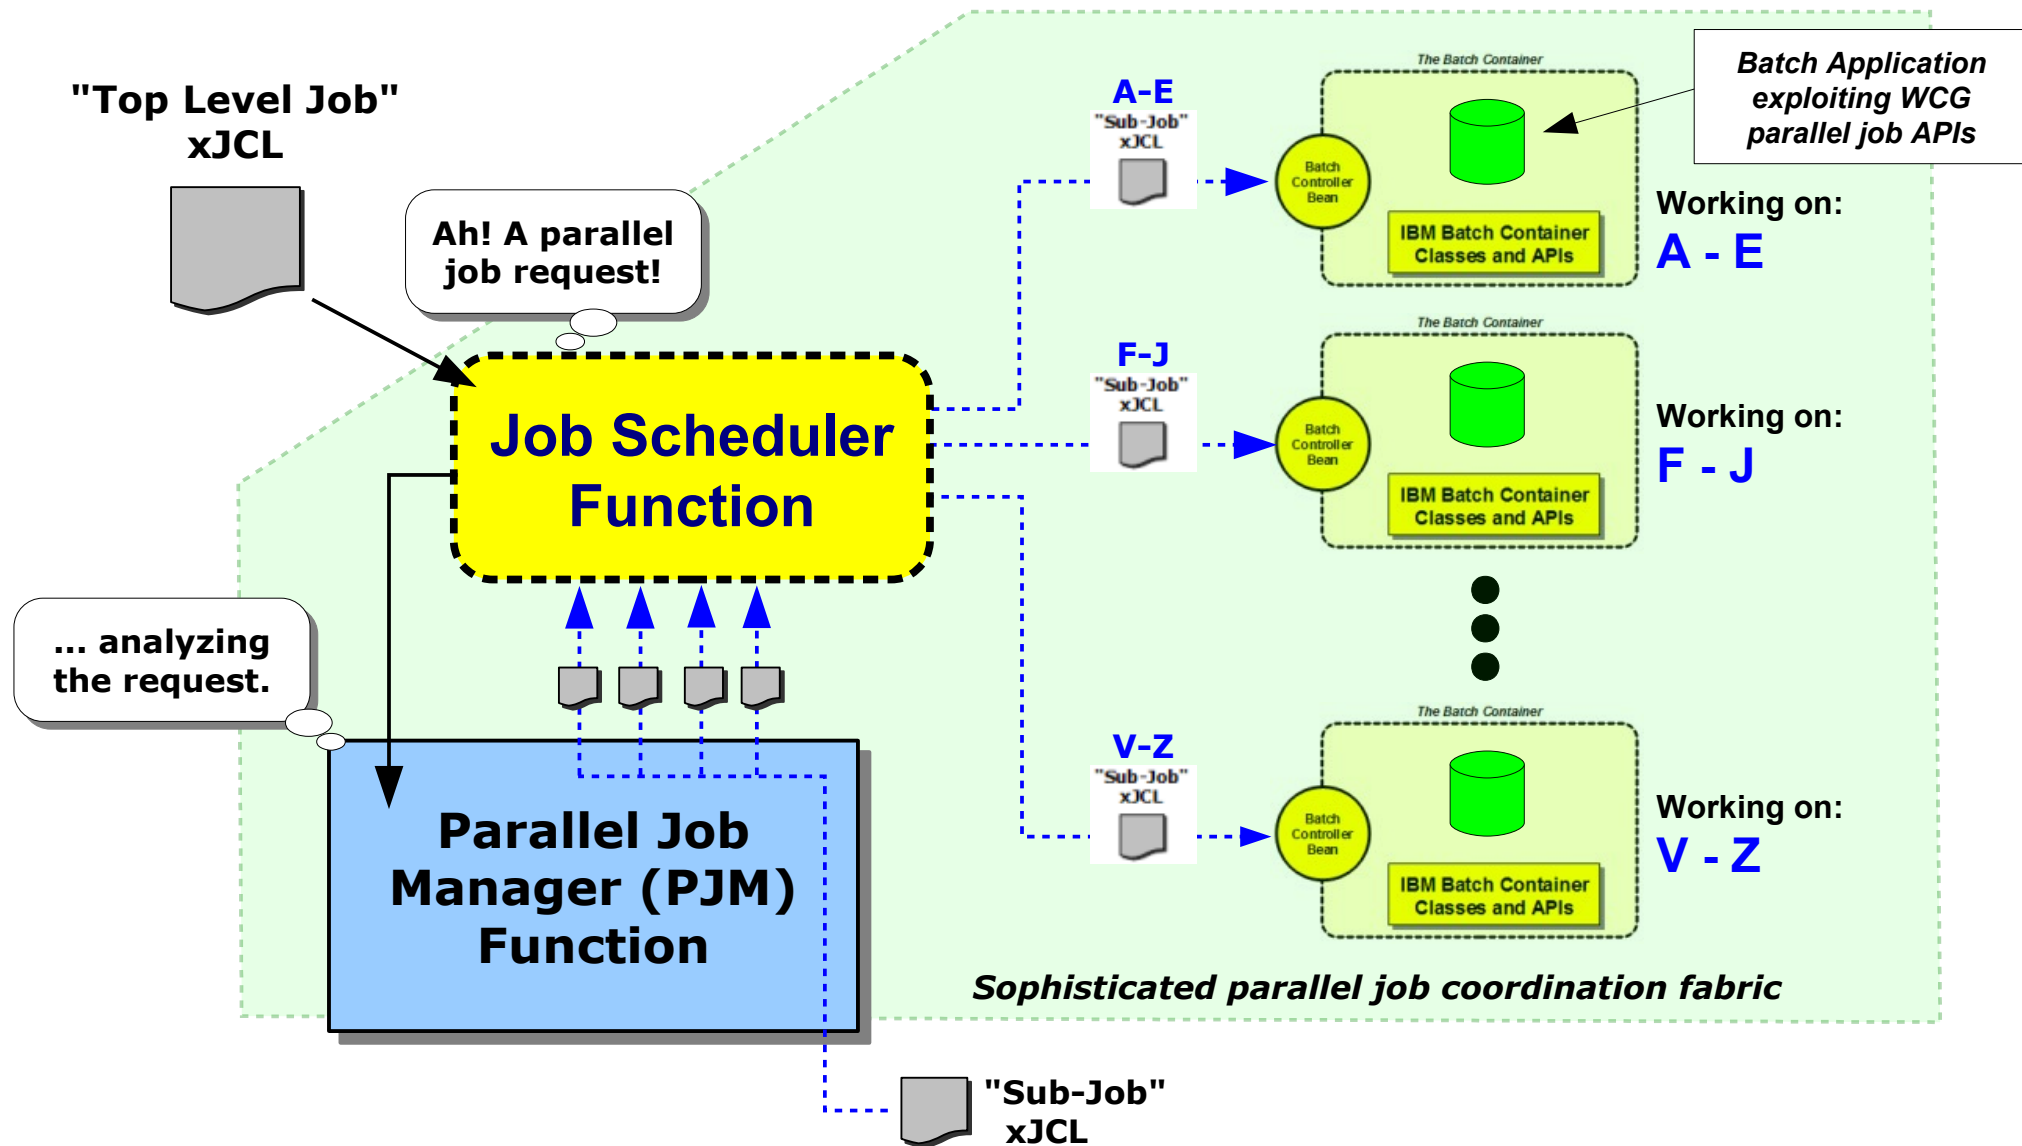 "Top Level Job"
xJCL
Ah! A parallel
job request!
Job Scheduler
Function
... analyzing
the request.
Parallel Job
Manager (PJM)
Function
"Sub-Job"
xJCL
A-E
"Sub-Job"
xJCL
The Batch Container
Batch
Controller
Bean
IBM Batch Container
Classes and APIs
Batch Application
exploiting WCG
parallel job APIs
Working on:
A - E
F-J
"Sub-Job"
xJCL
The Batch Container
Batch
Controller
Bean
IBM Batch Container
Classes and APIs
Working on:
F - J
V-Z
"Sub-Job"
xJCL
The Batch Container
Batch
Controller
Bean
IBM Batch Container
Classes and APIs
Working on:
V - Z
Sophisticated parallel job coordination fabric